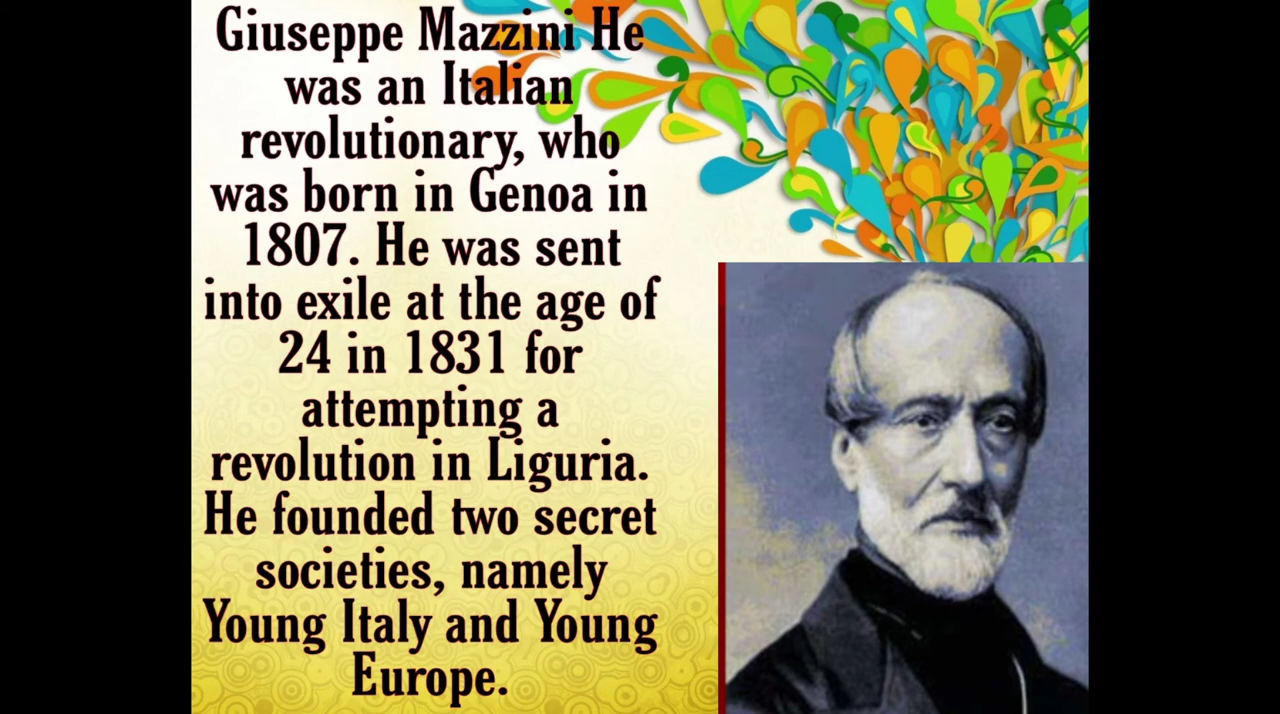 Giuseppe Mazzini He
was an Italian
revolutionary, who
was born in Genoa in
1807. He was sent
into exile at the age of
24 in 1831 for
attempting a
revolution in Liguria.
He founded two secret
societies, namely
Young Italy and Young
Europe.